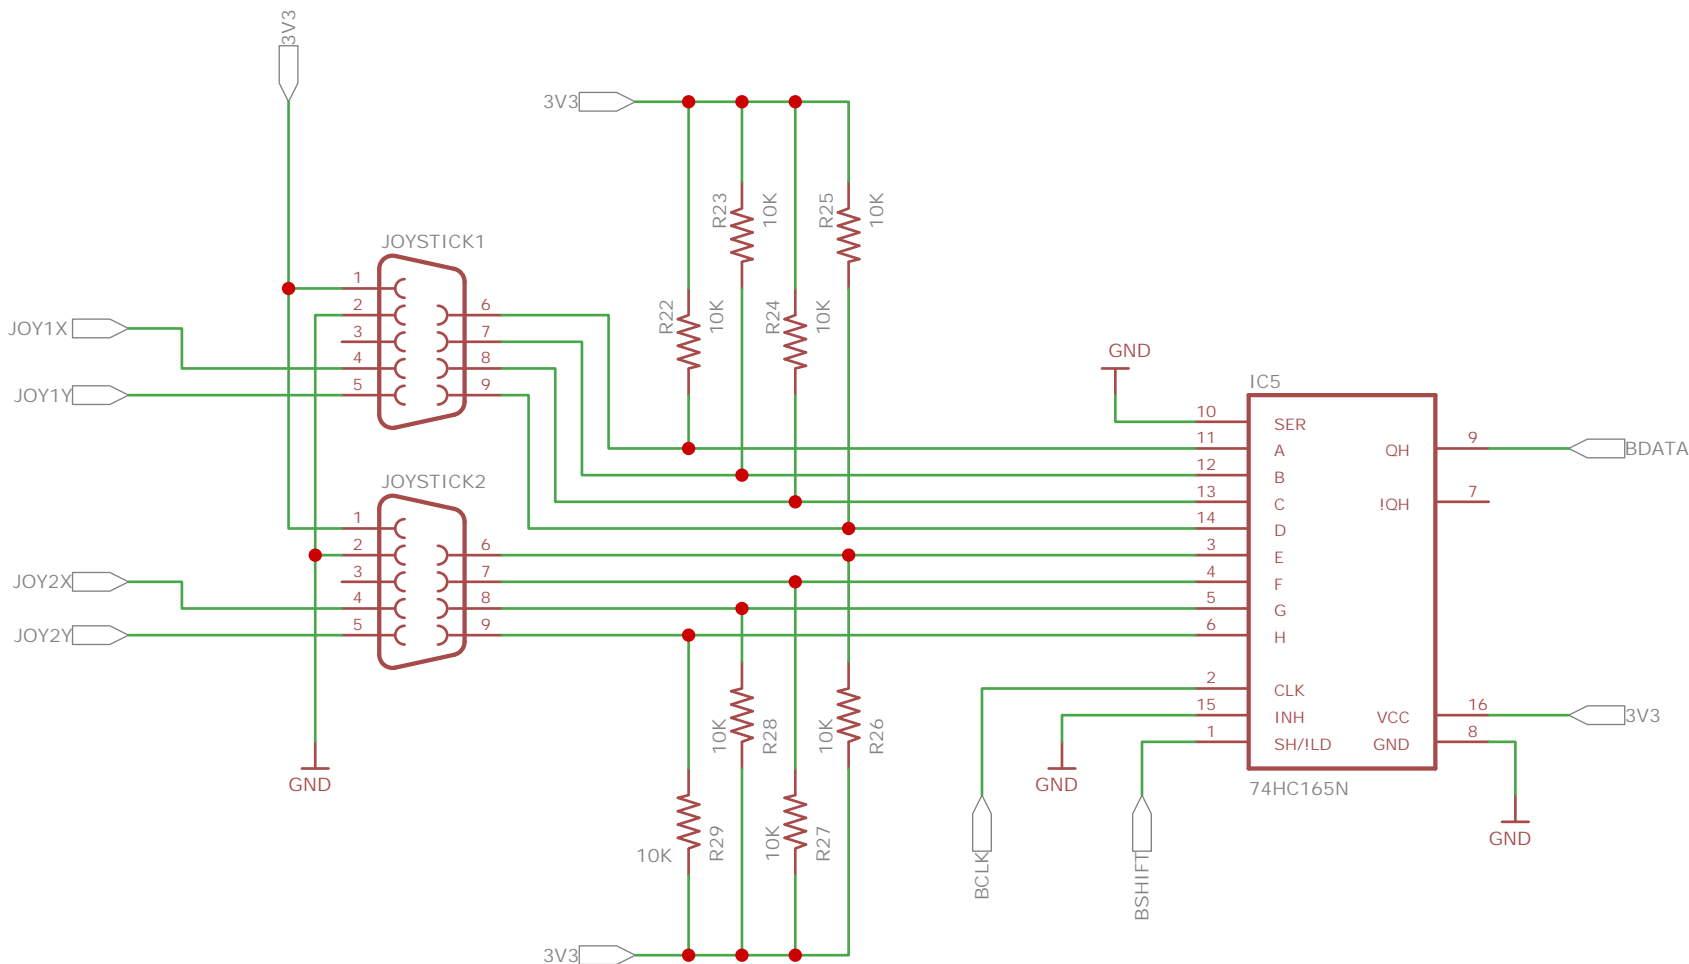 3V3
3V3
R23
10K
R25
10K
JOYSTICK1
1
2
3
4
5
6
7
8
9
JOY1X
JOY1Y
R22
10K
R24
10K
GND
JOYSTICK2
1
2
3
4
5
6
7
8
9
JOY2X
JOY2Y
GND
IC5
10 SER
11 A
12 B
13 C
14 D
3 E
4 F
5 G
6 H
2 CLK
15 INH
1 SH/!LD
QH 9
!QH 7
VCC 16
GND 8
BDATA
3V3
74HC165N
GND
GND
BCLK
BSHIFT
10K
R28
10K
R26
10K
R29
10K
R27
3V3